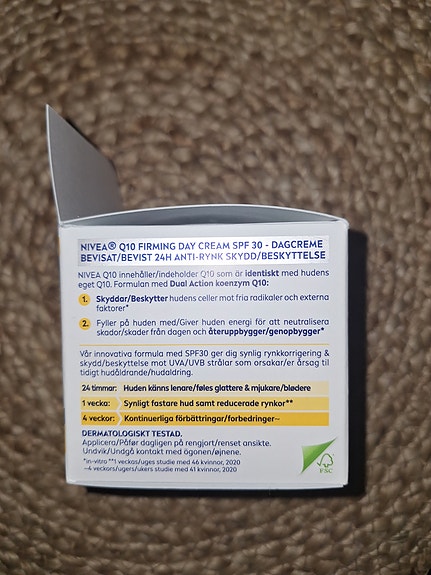 NIVEA® Q10 FIRMING DAY CREAM SPF 30 - DAGCREME
BEVISAT/BEVIST 24H ANTI-RYNK SKYDD/BESKYTTELSE
NIVEA Q10 innehåller/indeholder Q10 som är identiskt med hudens
eget Q10. Formulan med Dual Action koenzym Q10:
1. Skyddar/Beskytter hudens celler mot fria radikaler och externa
faktorer*
2. Fyller på huden med/Giver huden energi för att neutralisera
skador/skader från dagen och återuppbygger/genopbygger*
Vår innovativa formula med SPF30 ger dig synlig rynkkorrigering &
skydd/beskyttelse mot UVA/UVB strålar som orsakar/er årsag til
tidigt hudåldrande/hudaldring.
24 timmar: Huden känns lenare/føles glattere & mjukare/blødere
1 vecka: Synligt fastare hud samt reducerade rynkor**
4 veckor: Kontinuerliga förbättringar/forbedringer~
DERMATOLOGISKT TESTAD.
Applicera/Påfør dagligen på rengjort/renset ansikte.
Undvik/Undgå kontakt med ögonen/øjnene.
*in-vitro **1 veckas/uges studie med 46 kvinnor, 2020
~4 veckors/ugers/ukers studie med 41 kvinnor, 2020
FSC